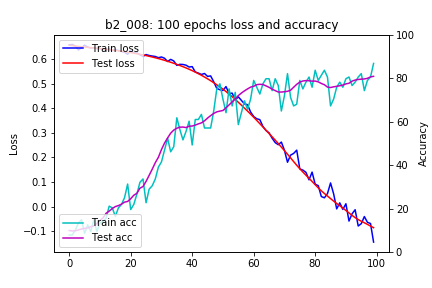 b2_008: 100 epochs loss and accuracy
Train loss
Test loss
Train acc
Test acc
Loss
0.6
0.5
0.4
0.3
0.2
0.1
0.0
−0.1
Accuracy
100
80
60
40
20
0
0 20 40 60 80 100